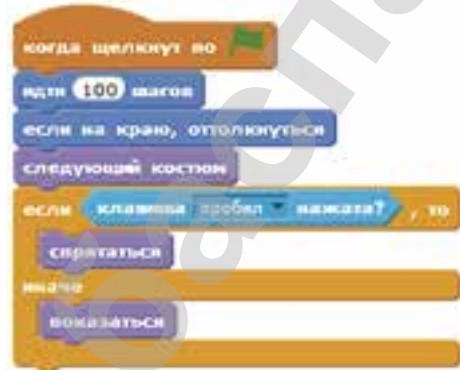 когда щелкнут по
идти 100 шагов
если на краю, оттолкнуться
следующий костюм
если клавиша пробел нажата? , то
спрятаться
иначе
показаться